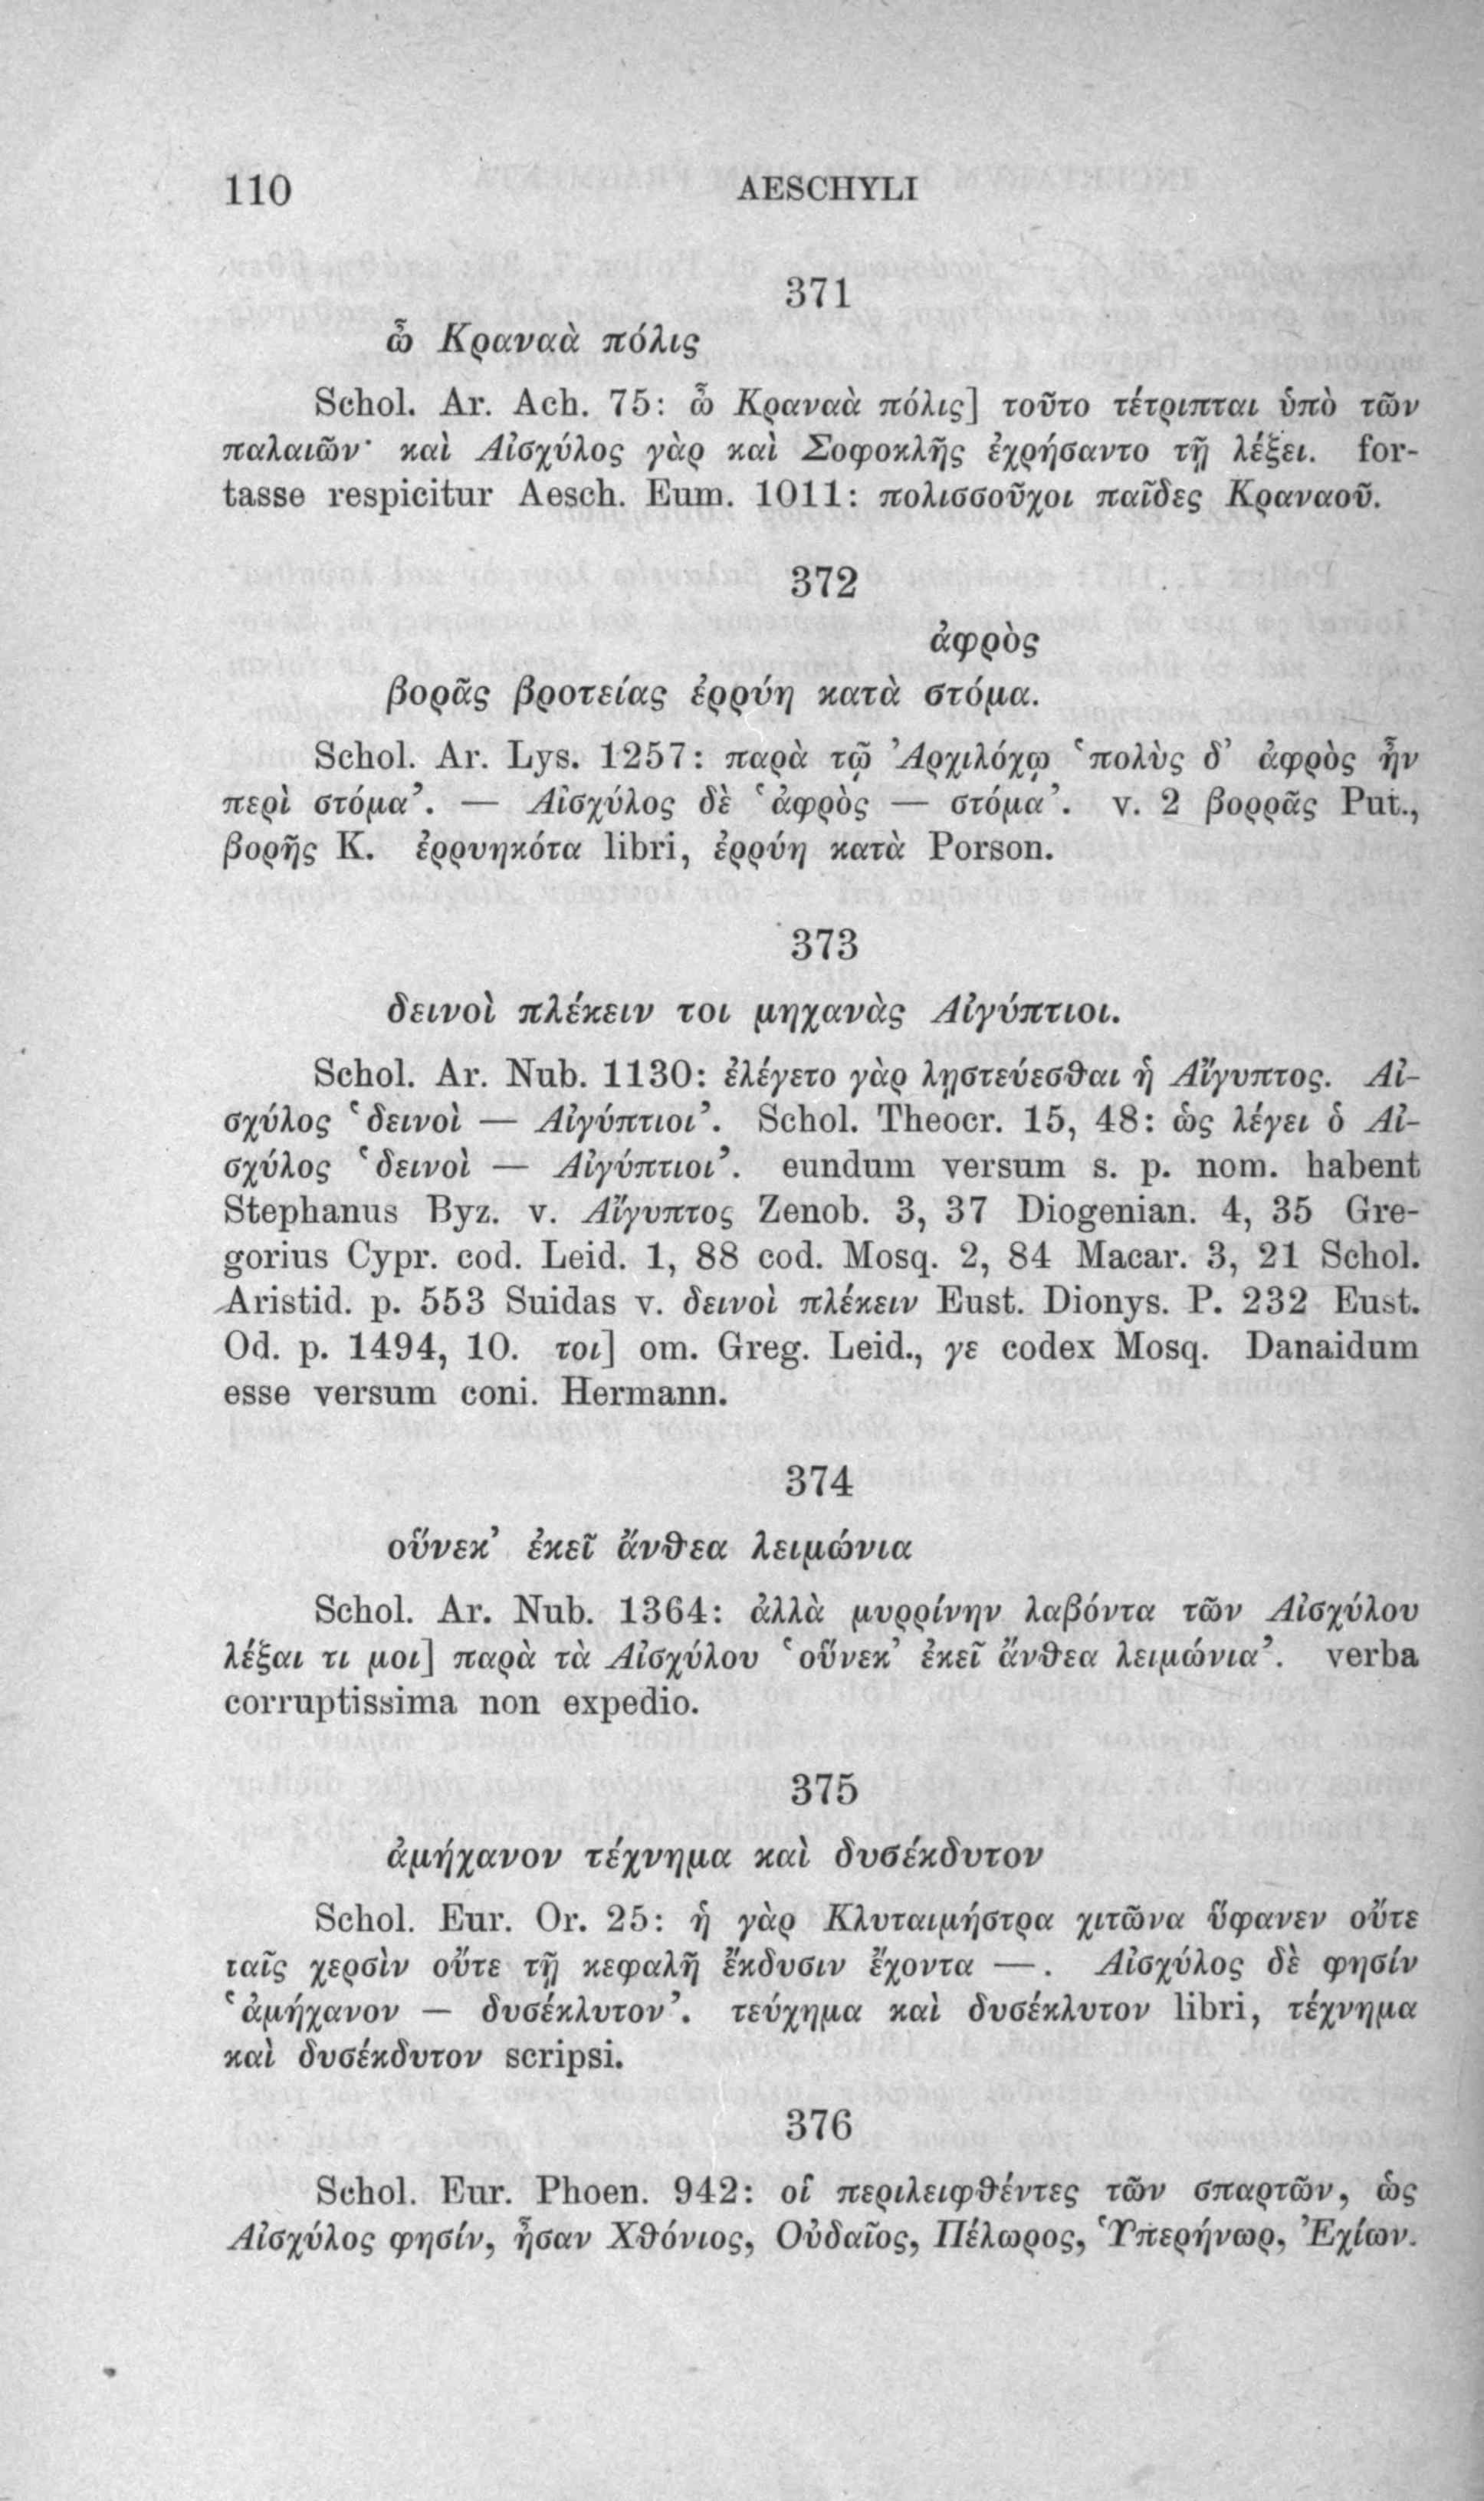 110 AESCHYLI
371
ὦ Κραναὰ πόλις
Schol. Ar. Ach. 75: ὦ Κραναὰ πόλις] τοῦτο τέτριπται ὑπὸ τῶν
παλαιῶν· καὶ Αἰσχύλος γὰρ καὶ Σοφοκλῆς ἐχρήσαντο τῇ λέξει. for-
tasse respicitur Aesch. Eum. 1011: πολισσοῦχοι παῖδες Κραναοῦ.
372
ἀφρὸς
βορᾶς βροτείας ἐρρύη κατὰ στόμα.
Schol. Ar. Lys. 1257: παρὰ τῷ Ἀρχιλόχῳ ‘πολὺς δ’ ἀφρὸς ἦν
περὶ στόμα’. — Αἰσχύλος δὲ ‘ἀφρὸς — στόμα’. v. 2 βορρᾶς Put.,
βορῆς K. ἐρρυηκότα libri, ἐρρύη κατὰ Porson.
373
δεινοὶ πλέκειν τοι μηχανὰς Αἰγύπτιοι.
Schol. Ar. Nub. 1130: ἐλέγετο γὰρ λῃστεύεσθαι ἡ Αἴγυπτος. Αἰ-
σχύλος ‘δεινοὶ — Αἰγύπτιοι’. Schol. Theocr. 15, 48: ὡς λέγει ὁ Αἰ-
σχύλος ‘δεινοὶ — Αἰγύπτιοι’. eundum versum s. p. nom. habent
Stephanus Byz. v. Αἴγυπτος Zenob. 3, 37 Diogenian. 4, 35 Gre-
gorius Cypr. cod. Leid. 1, 88 cod. Mosq. 2, 84 Macar. 3, 21 Schol.
Aristid. p. 553 Suidas v. δεινοὶ πλέκειν Eust. Dionys. P. 232 Eust.
Od. p. 1494, 10. τοι] om. Greg. Leid., γε codex Mosq. Danaidum
esse versum coni. Hermann.
374
οὕνεκ’ ἐκεῖ ἄνθεα λειμώνια
Schol. Ar. Nub. 1364: ἀλλὰ μυρρίνην λαβόντα τῶν Αἰσχύλου
λέξαι τι μοι] παρὰ τὰ Αἰσχύλου ‘οὕνεκ’ ἐκεῖ ἄνθεα λειμώνια’. verba
corruptissima non expedio.
375
ἀμήχανον τέχνημα καὶ δυσέκδυτον
Schol. Eur. Or. 25: ἡ γὰρ Κλυταιμήστρα χιτῶνα ὕφανεν οὔτε
ταῖς χερσὶν οὔτε τῇ κεφαλῇ ἔκδυσιν ἔχοντα —. Αἰσχύλος δὲ φησίν
‘ἀμήχανον — δυσέκλυτον’. τεύχημα καὶ δυσέκλυτον libri, τέχνημα
καὶ δυσέκδυτον scripsi.
376
Schol. Eur. Phoen. 942: οἱ περιλειφθέντες τῶν σπαρτῶν, ὡς
Αἰσχύλος φησίν, ἦσαν Χθόνιος, Οὐδαῖος, Πέλωρος, Ὑπερήνωρ, Ἐχίων.